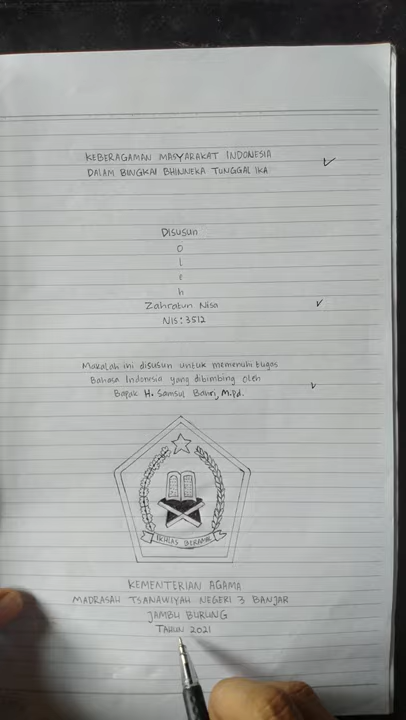 KEBERAGAMAN MASYARAKAT INDONESIA
DALAM BINGKAI BHINNEKA TUNGGAL IKA
Disusun
O
l
e
h
Zahratun Nisa
NIS: 3512
Makalah ini disusun untuk memenuhi tugas
Bahasa Indonesia yang dibimbing oleh
Bapak H. Samsul Bahri, M.Pd.
IKHLAS BERAMAL
KEMENTERIAN AGAMA
MADRASAH TSANAWIYAH NEGERI 3 BANJAR
JAMBU BURUNG
TAHUN 2021